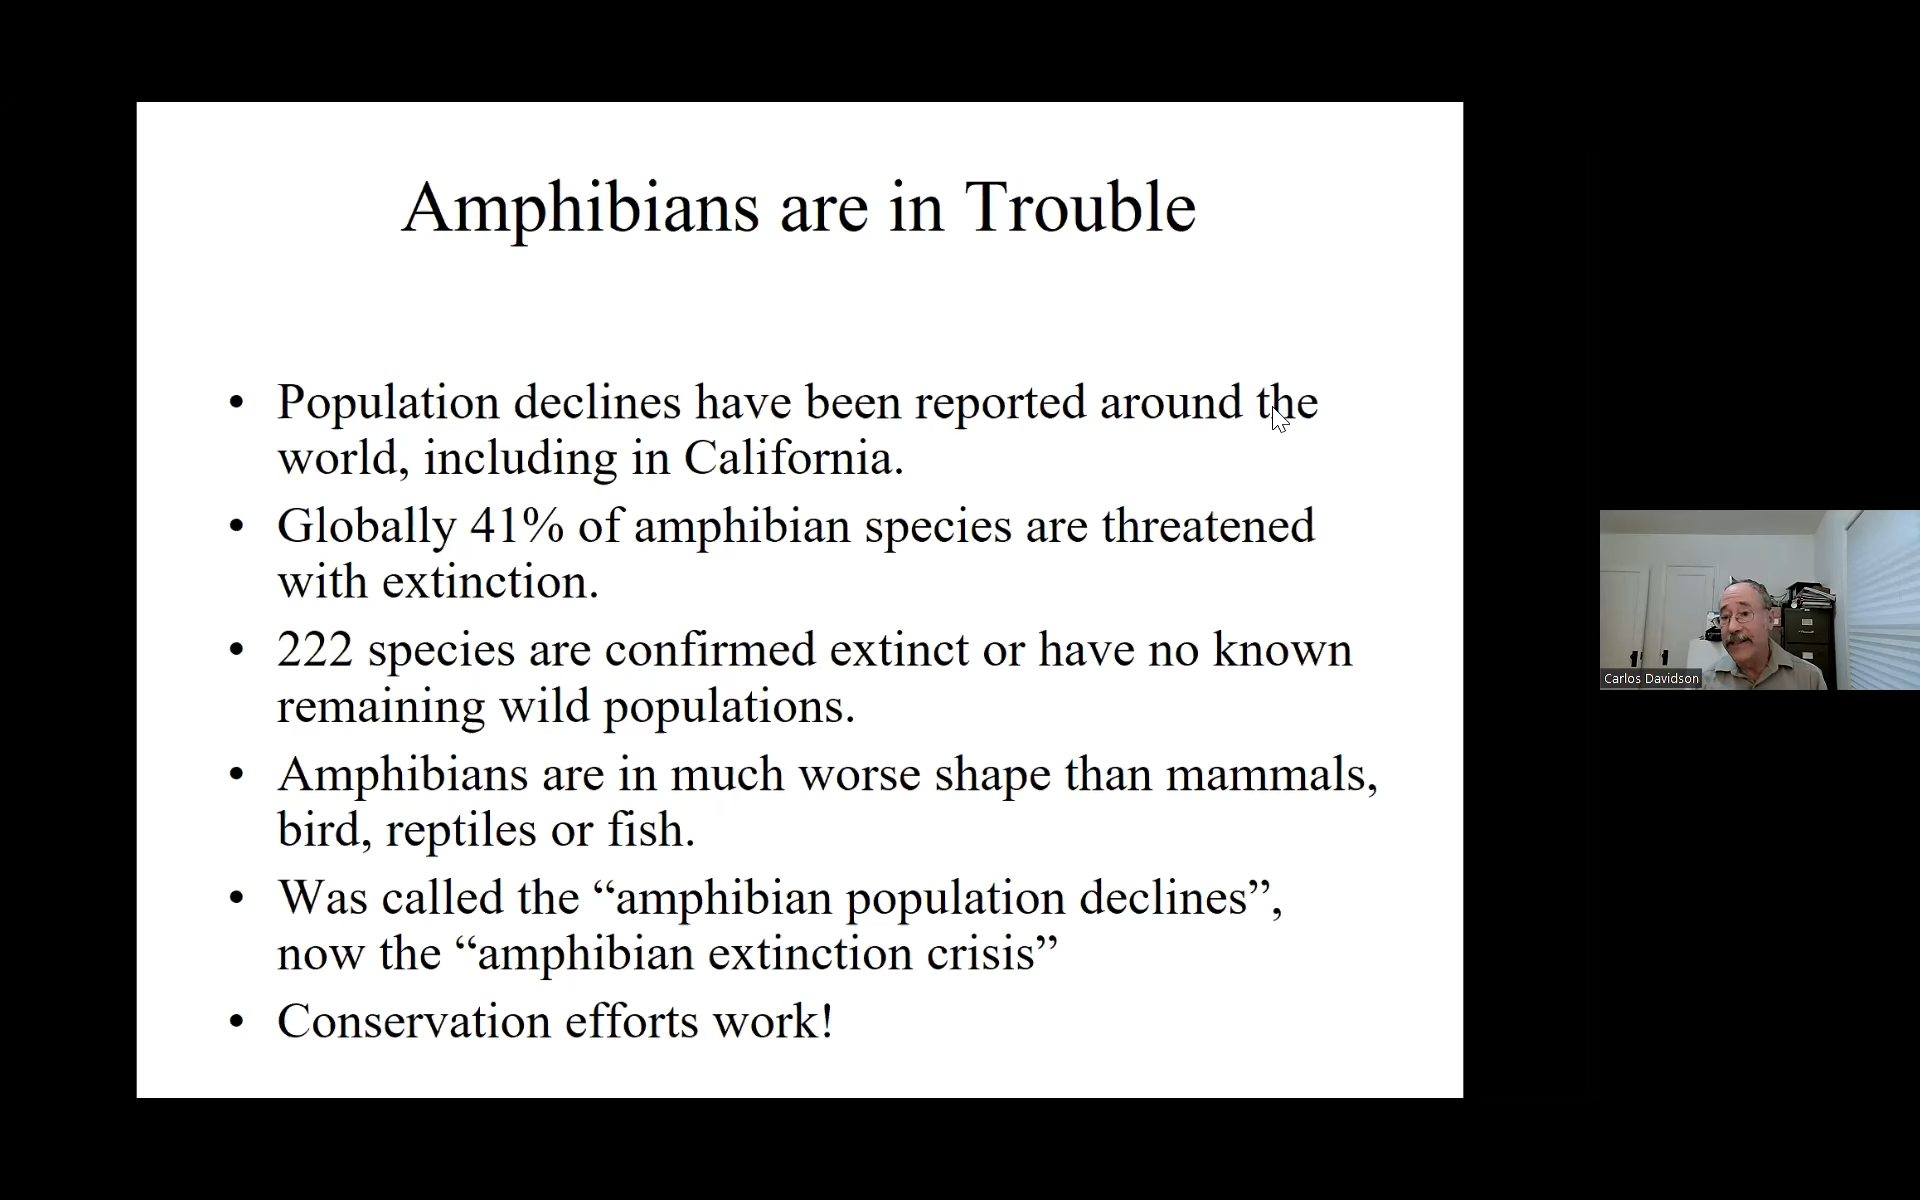 Amphibians are in Trouble
• Population declines have been reported around the
world, including in California.
• Globally 41% of amphibian species are threatened
with extinction.
• 222 species are confirmed extinct or have no known
remaining wild populations.
• Amphibians are in much worse shape than mammals,
bird, reptiles or fish.
• Was called the “amphibian population declines”,
now the “amphibian extinction crisis”
• Conservation efforts work!
Carlos Davidson